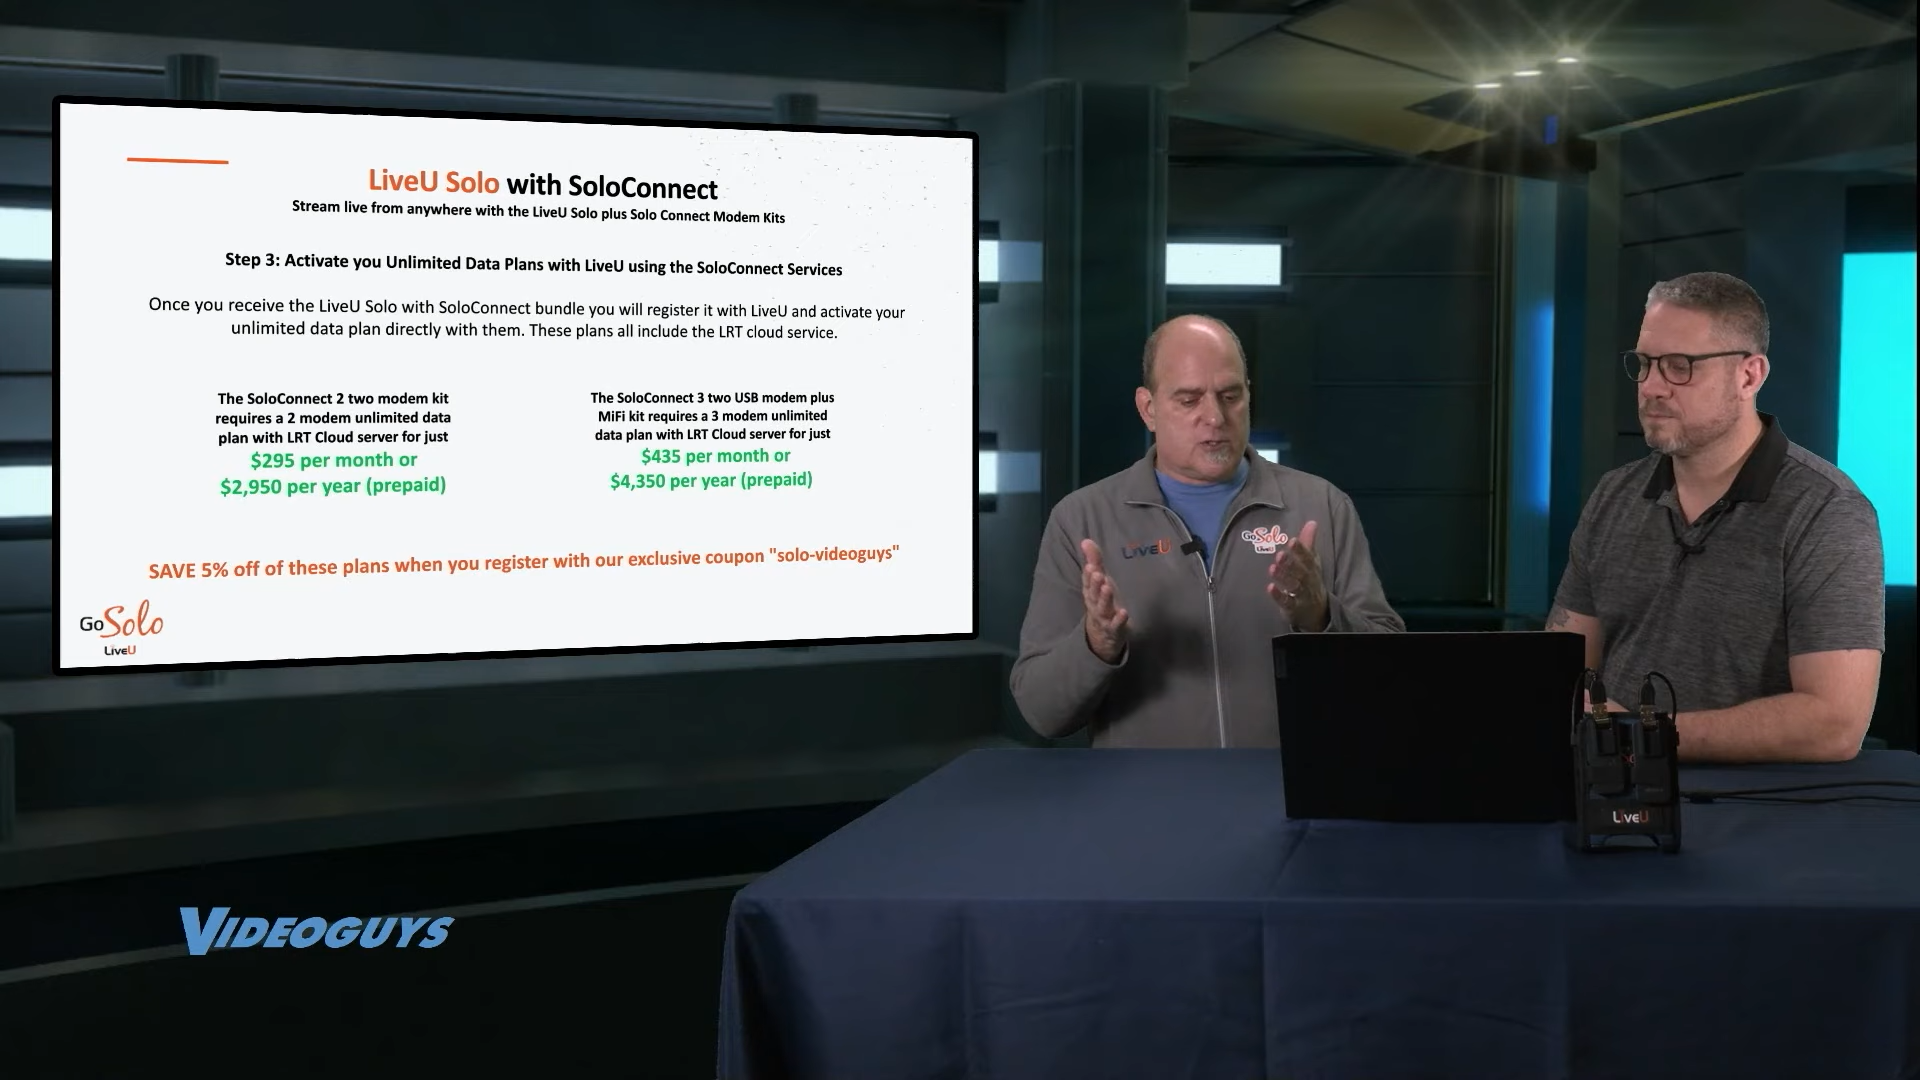 LiveU Solo with SoloConnect
Stream live from anywhere with the LiveU Solo plus Solo Connect Modem Kits
Step 3: Activate you Unlimited Data Plans with LiveU using the SoloConnect Services
Once you receive the LiveU Solo with SoloConnect bundle you will register it with LiveU and activate your
unlimited data plan directly with them. These plans all include the LRT cloud service.
The SoloConnect 2 two modem kit
requires a 2 modem unlimited data
plan with LRT Cloud server for just
$295 per month or
$2,950 per year (prepaid)
The SoloConnect 3 two USB modem plus
MiFi kit requires a 3 modem unlimited
data plan with LRT Cloud server for just
$435 per month or
$4,350 per year (prepaid)
SAVE 5% off of these plans when you register with our exclusive coupon "solo-videoguys"
Go Solo
LiveU
LiveU
Go Solo
LiveU
LiveU
VIDEOGUYS